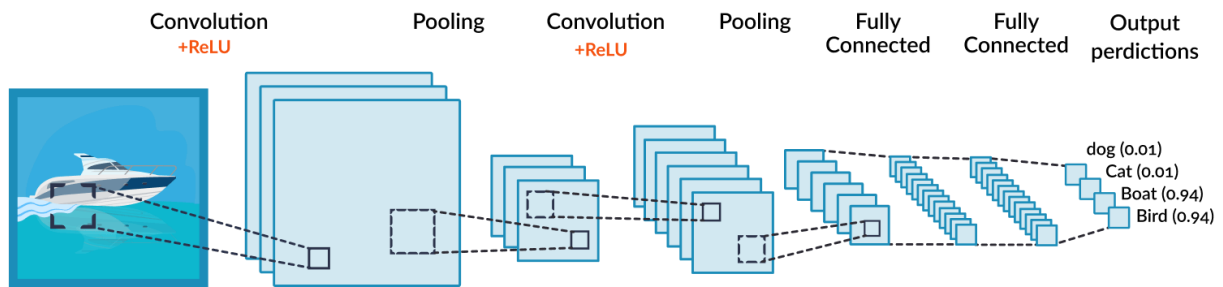 Convolution
+ReLU
Pooling
Convolution
+ReLU
Pooling
Fully
Connected
Fully
Connected
Output
perdictions
dog (0.01)
Cat (0.01)
Boat (0.94)
Bird (0.94)